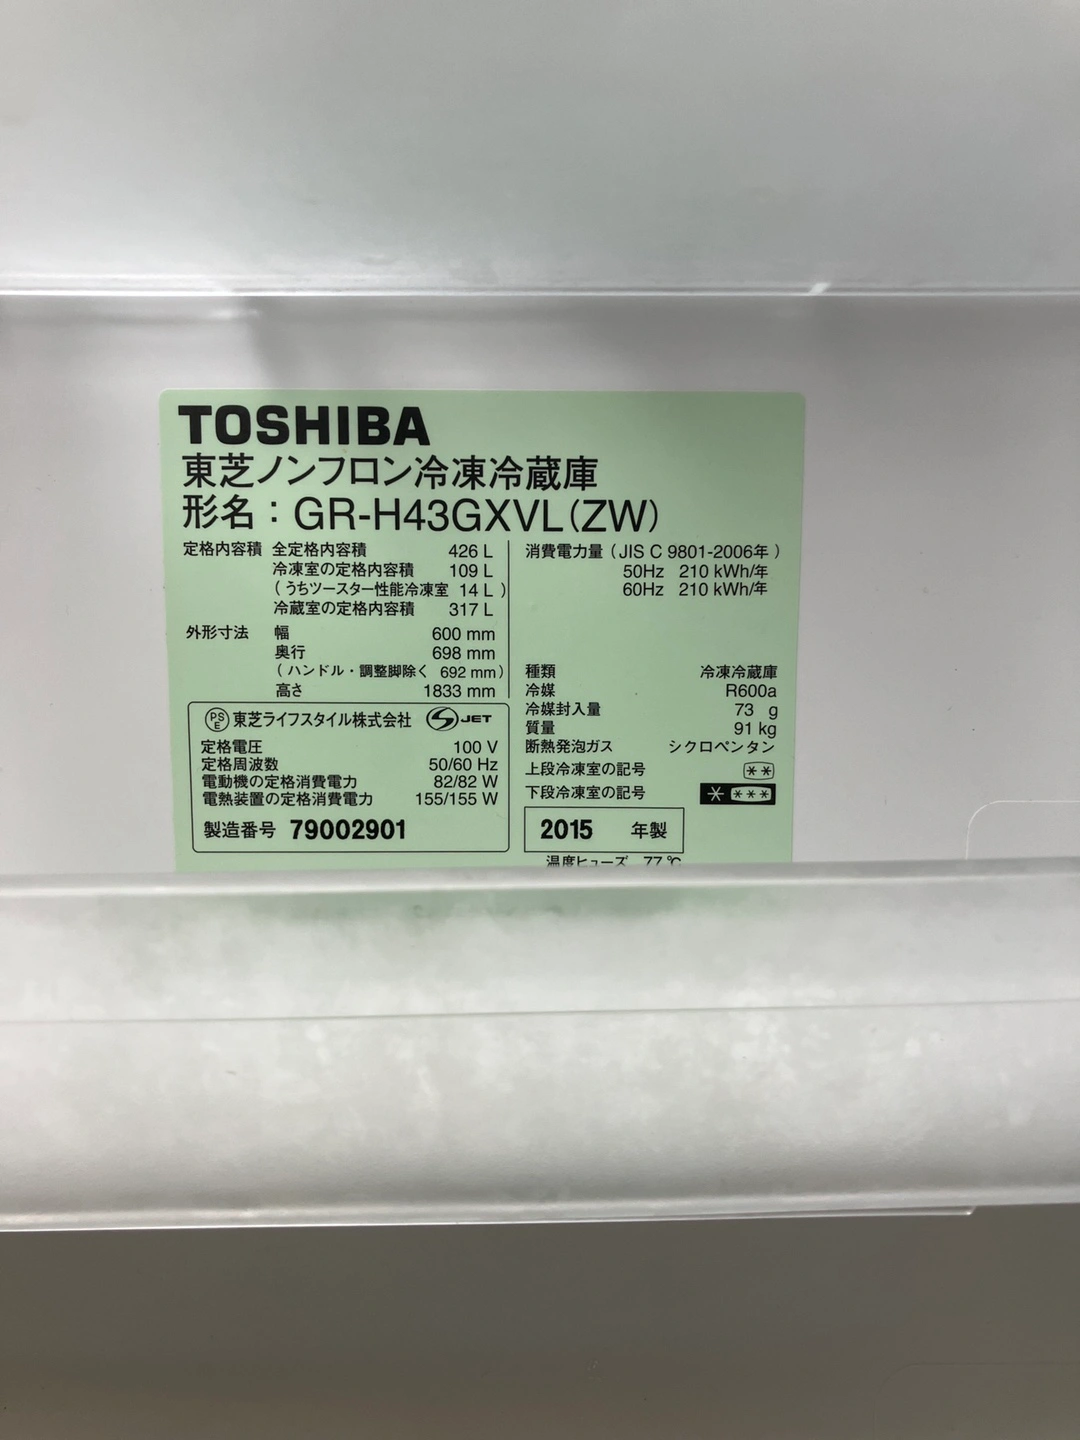 TOSHIBA
東芝ノンフロン冷凍冷蔵庫
形名：GR-H43GXVL(ZW)
定格内容積 全定格内容積 426 L
冷凍室の定格内容積 109 L
(うちツースター性能冷凍室 14 L)
冷蔵室の定格内容積 317 L
外形寸法 幅 600 mm
奥行 698 mm
(ハンドル・調整脚除く 692 mm)
高さ 1833 mm
PSE 東芝ライフスタイル株式会社 S JET
定格電圧 100 V
定格周波数 50/60 Hz
電動機の定格消費電力 82/82 W
電熱装置の定格消費電力 155/155 W
製造番号 79002901
消費電力量 (JIS C 9801-2006年)
50Hz 210 kWh/年
60Hz 210 kWh/年
種類 冷凍冷蔵庫
冷媒 R600a
冷媒封入量 73 g
質量 91 kg
断熱発泡ガス シクロペンタン
上段冷凍室の記号 **
下段冷凍室の記号 * ***
2015 年製
温度ヒューズ 77℃